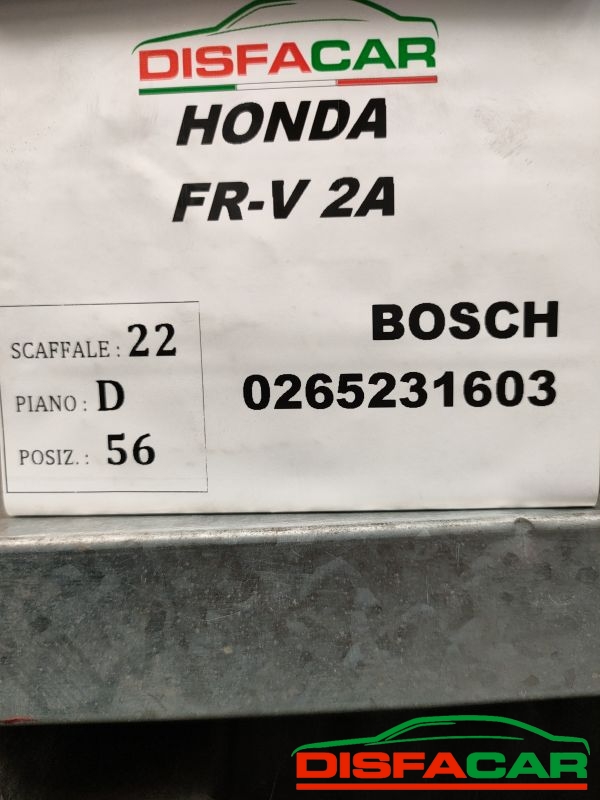 DISFACAR
HONDA
FR-V 2A
BOSCH
0265231603
SCAFFALE : 22
PIANO : D
POSIZ. : 56
DISFACAR